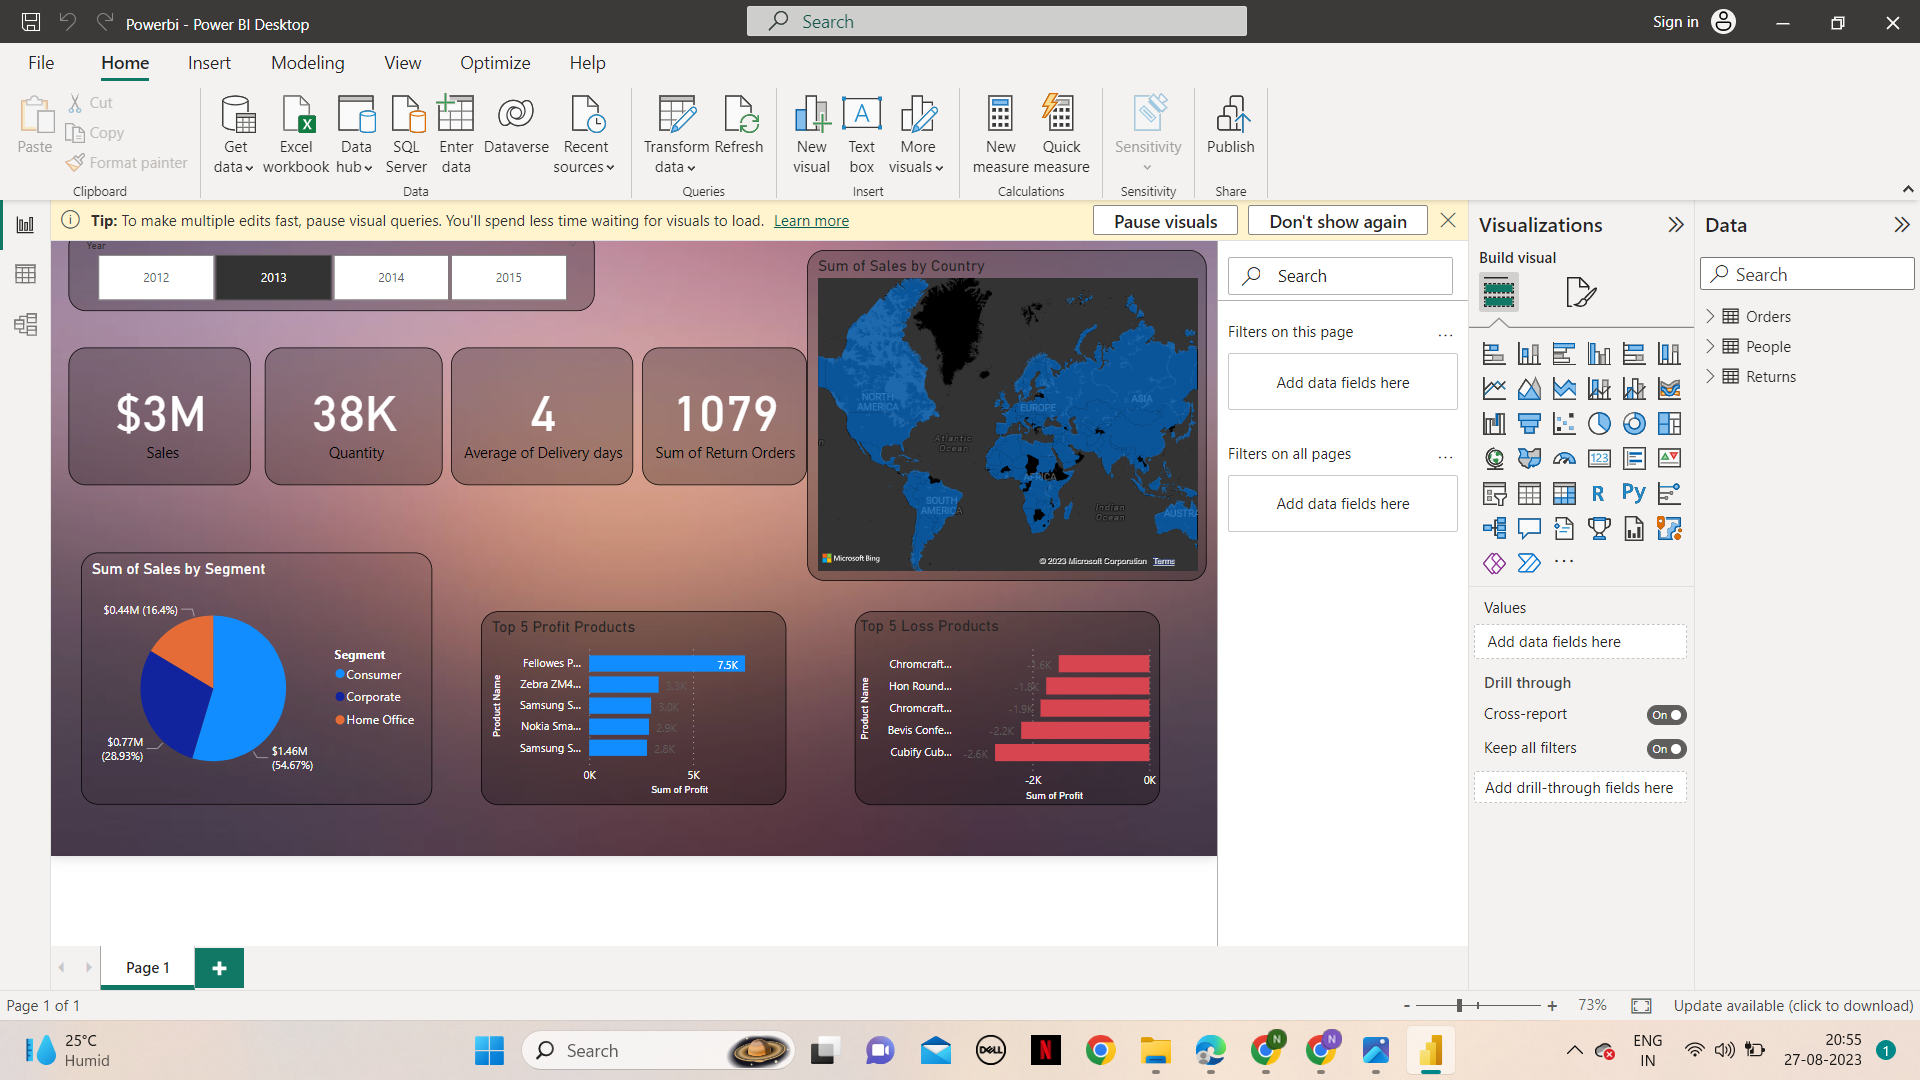 Powerbi - Power BI Desktop
Search
Sign in
File
Home
Insert
Modeling
View
Optimize
Help
Paste
Cut
Copy
Format painter
Clipboard
Get data
Excel workbook
Data hub
SQL Server
Enter data
Dataverse
Recent sources
Data
Transform data
Refresh
Queries
New visual
Text box
More visuals
Insert
New measure
Quick measure
Calculations
Sensitivity
Sensitivity
Publish
Share
Tip: To make multiple edits fast, pause visual queries. You'll spend less time waiting for visuals to load. Learn more
Pause visuals
Don't show again
Year
2012
2013
2014
2015
$3M
Sales
38K
Quantity
4
Average of Delivery days
1079
Sum of Return Orders
Sum of Sales by Country
NORTH AMERICA
EUROPE
ASIA
Atlantic Ocean
AFRICA
SOUTH AMERICA
Indian Ocean
AUSTRA
Microsoft Bing
© 2023 Microsoft Corporation Terms
Sum of Sales by Segment
$0.44M (16.4%)
$0.77M
(28.93%)
$1.46M
(54.67%)
Segment
Consumer
Corporate
Home Office
Top 5 Profit Products
Product Name
Fellowes P... 7.5K
Zebra ZM4... 3.3K
Samsung S... 3.0K
Nokia Sma... 2.9K
Samsung S... 2.8K
0K 5K
Sum of Profit
Top 5 Loss Products
Product Name
Chromcraft...
Hon Round...
Chromcraft... -1.9K
Bevis Confe... -2.2K
Cubify Cub... -2.6K
-2K 0K
Sum of Profit
Search
Filters on this page
...
Add data fields here
Filters on all pages
...
Add data fields here
Visualizations
Build visual
123
R
Py
...
Values
Add data fields here
Drill through
Cross-report
On
Keep all filters
On
Add drill-through fields here
Data
Search
Orders
People
Returns
Page 1
+
Page 1 of 1
- + 73%
Update available (click to download)
25°C
Humid
Search
DELL
N
N
N
ENG
IN
20:55
27-08-2023
1